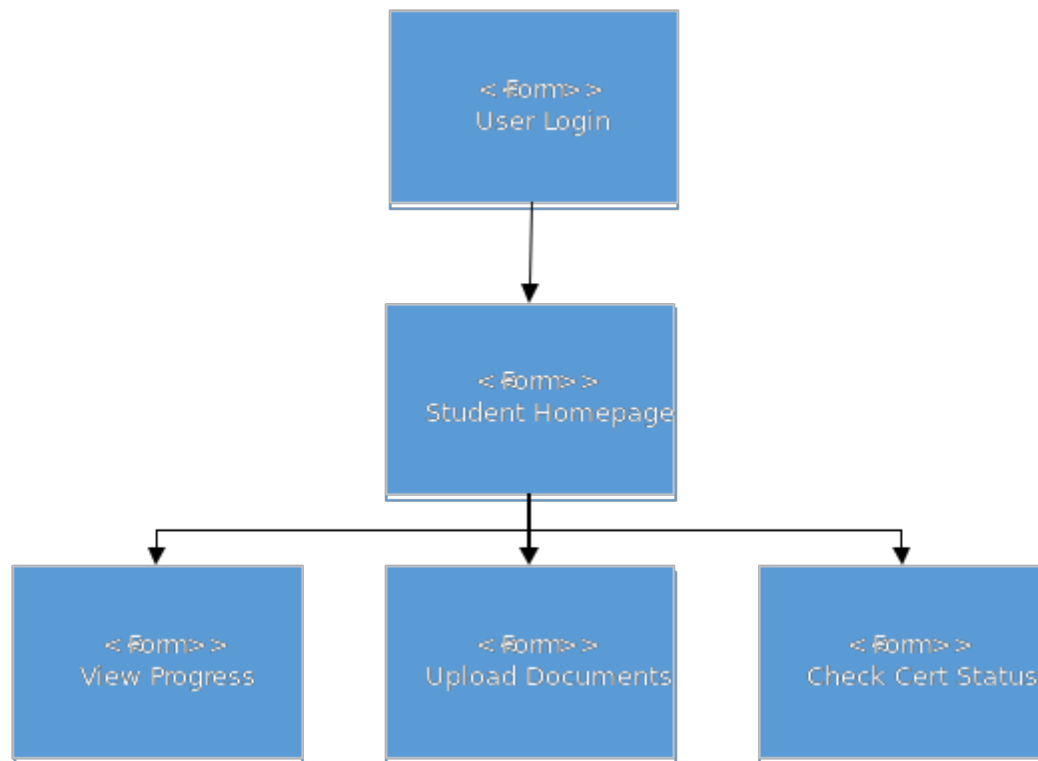 <<Form>>
User Login
<<Form>>
Student Homepage
<<Form>>
View Progress
<<Form>>
Upload Documents
<<Form>>
Check Cert Status